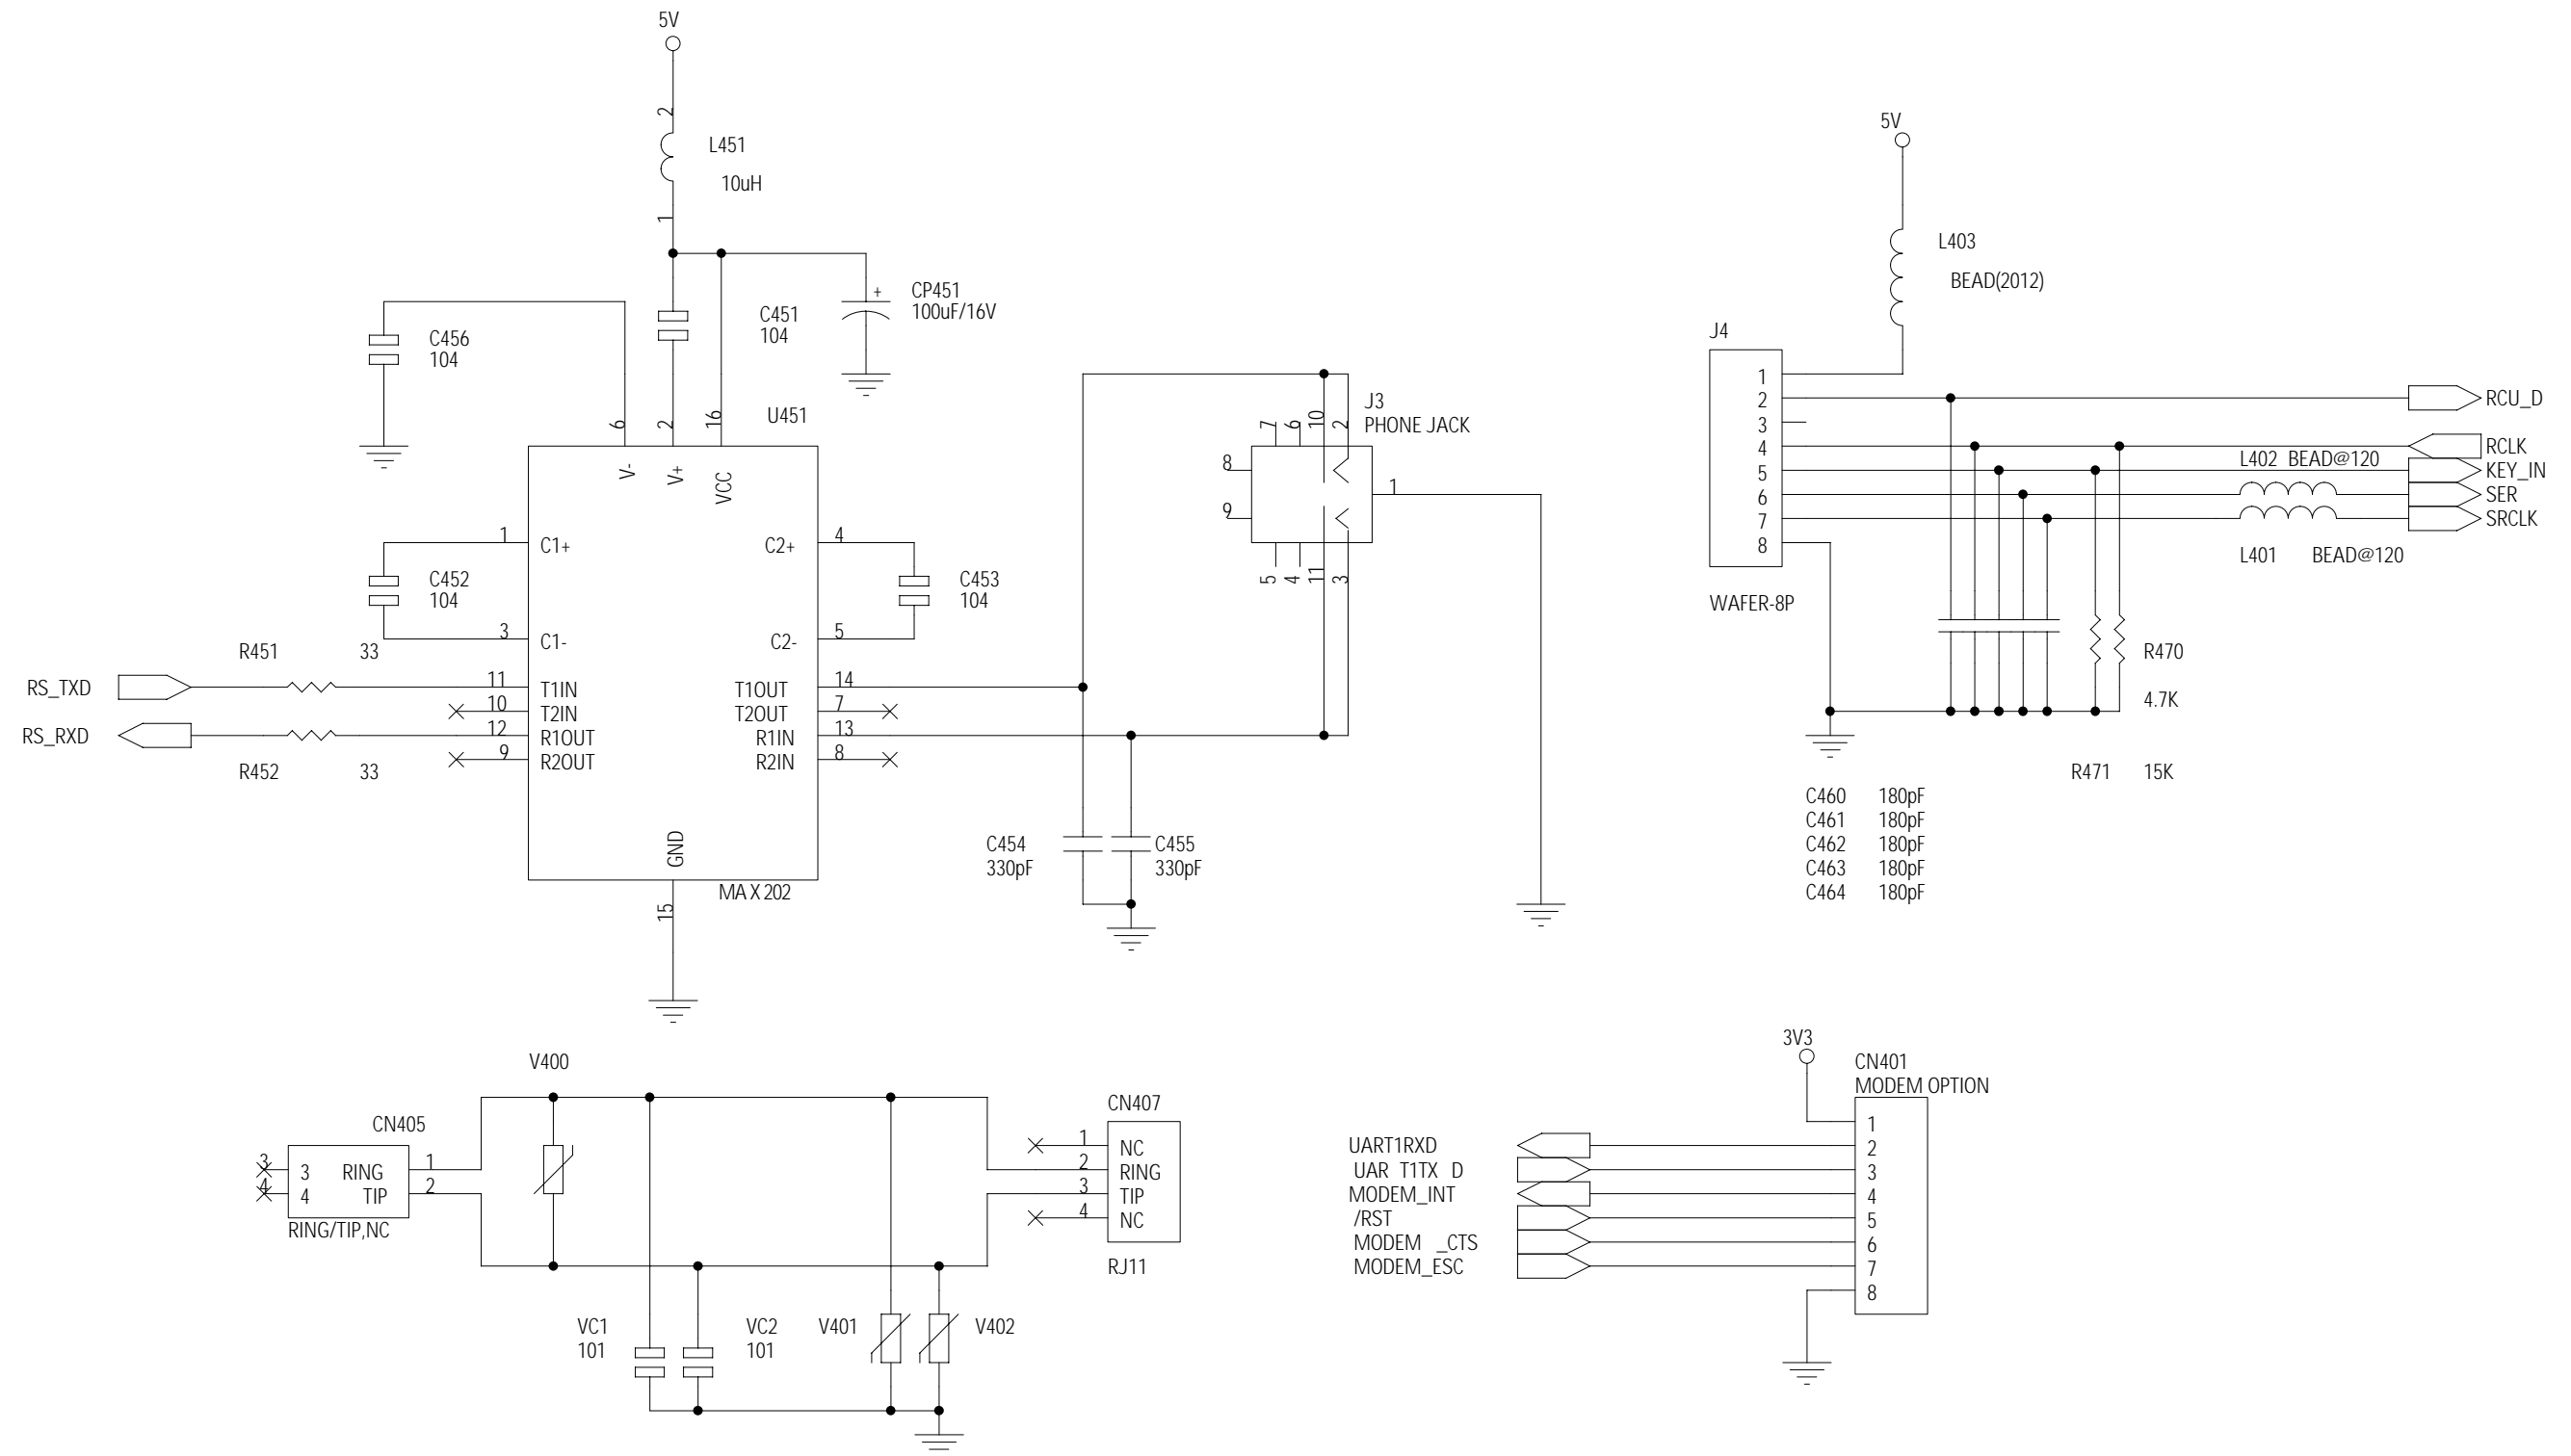 5V
2
L451
10uH
1
C456
104
C451
104
+
CP451
100uF/16V
6
2
16
U451
V-
V+
VCC
1
C1+
C2+
4
C452
104
C453
104
3
C1-
C2-
5
R451
33
RS_TXD
11
T1IN
T1OUT
14
10
T2IN
T2OUT
7
RS_RXD
12
R1OUT
R1IN
13
9
R2OUT
R2IN
8
R452
33
GND
MAX202
15
C454
330pF
C455
330pF
J3
PHONE JACK
7
6
10
2
8
9
1
5
4
11
3
5V
L403
BEAD(2012)
J4
1
2
3
4
5
6
7
8
WAFER-8P
RCU_D
RCLK
L402 BEAD@120
KEY_IN
SER
SRCLK
L401 BEAD@120
R470
4.7K
R471 15K
C460 180pF
C461 180pF
C462 180pF
C463 180pF
C464 180pF
V400
CN405
3
3 RING
1
4
4 TIP
2
RING/TIP,NC
CN407
1
NC
2
RING
3
TIP
4
NC
RJ11
VC1
101
VC2
101
V401
V402
3V3
CN401
MODEM OPTION
1
UART1RXD
2
UAR T1TX D
3
MODEM_INT
4
/RST
5
MODEM _CTS
6
MODEM_ESC
7
8